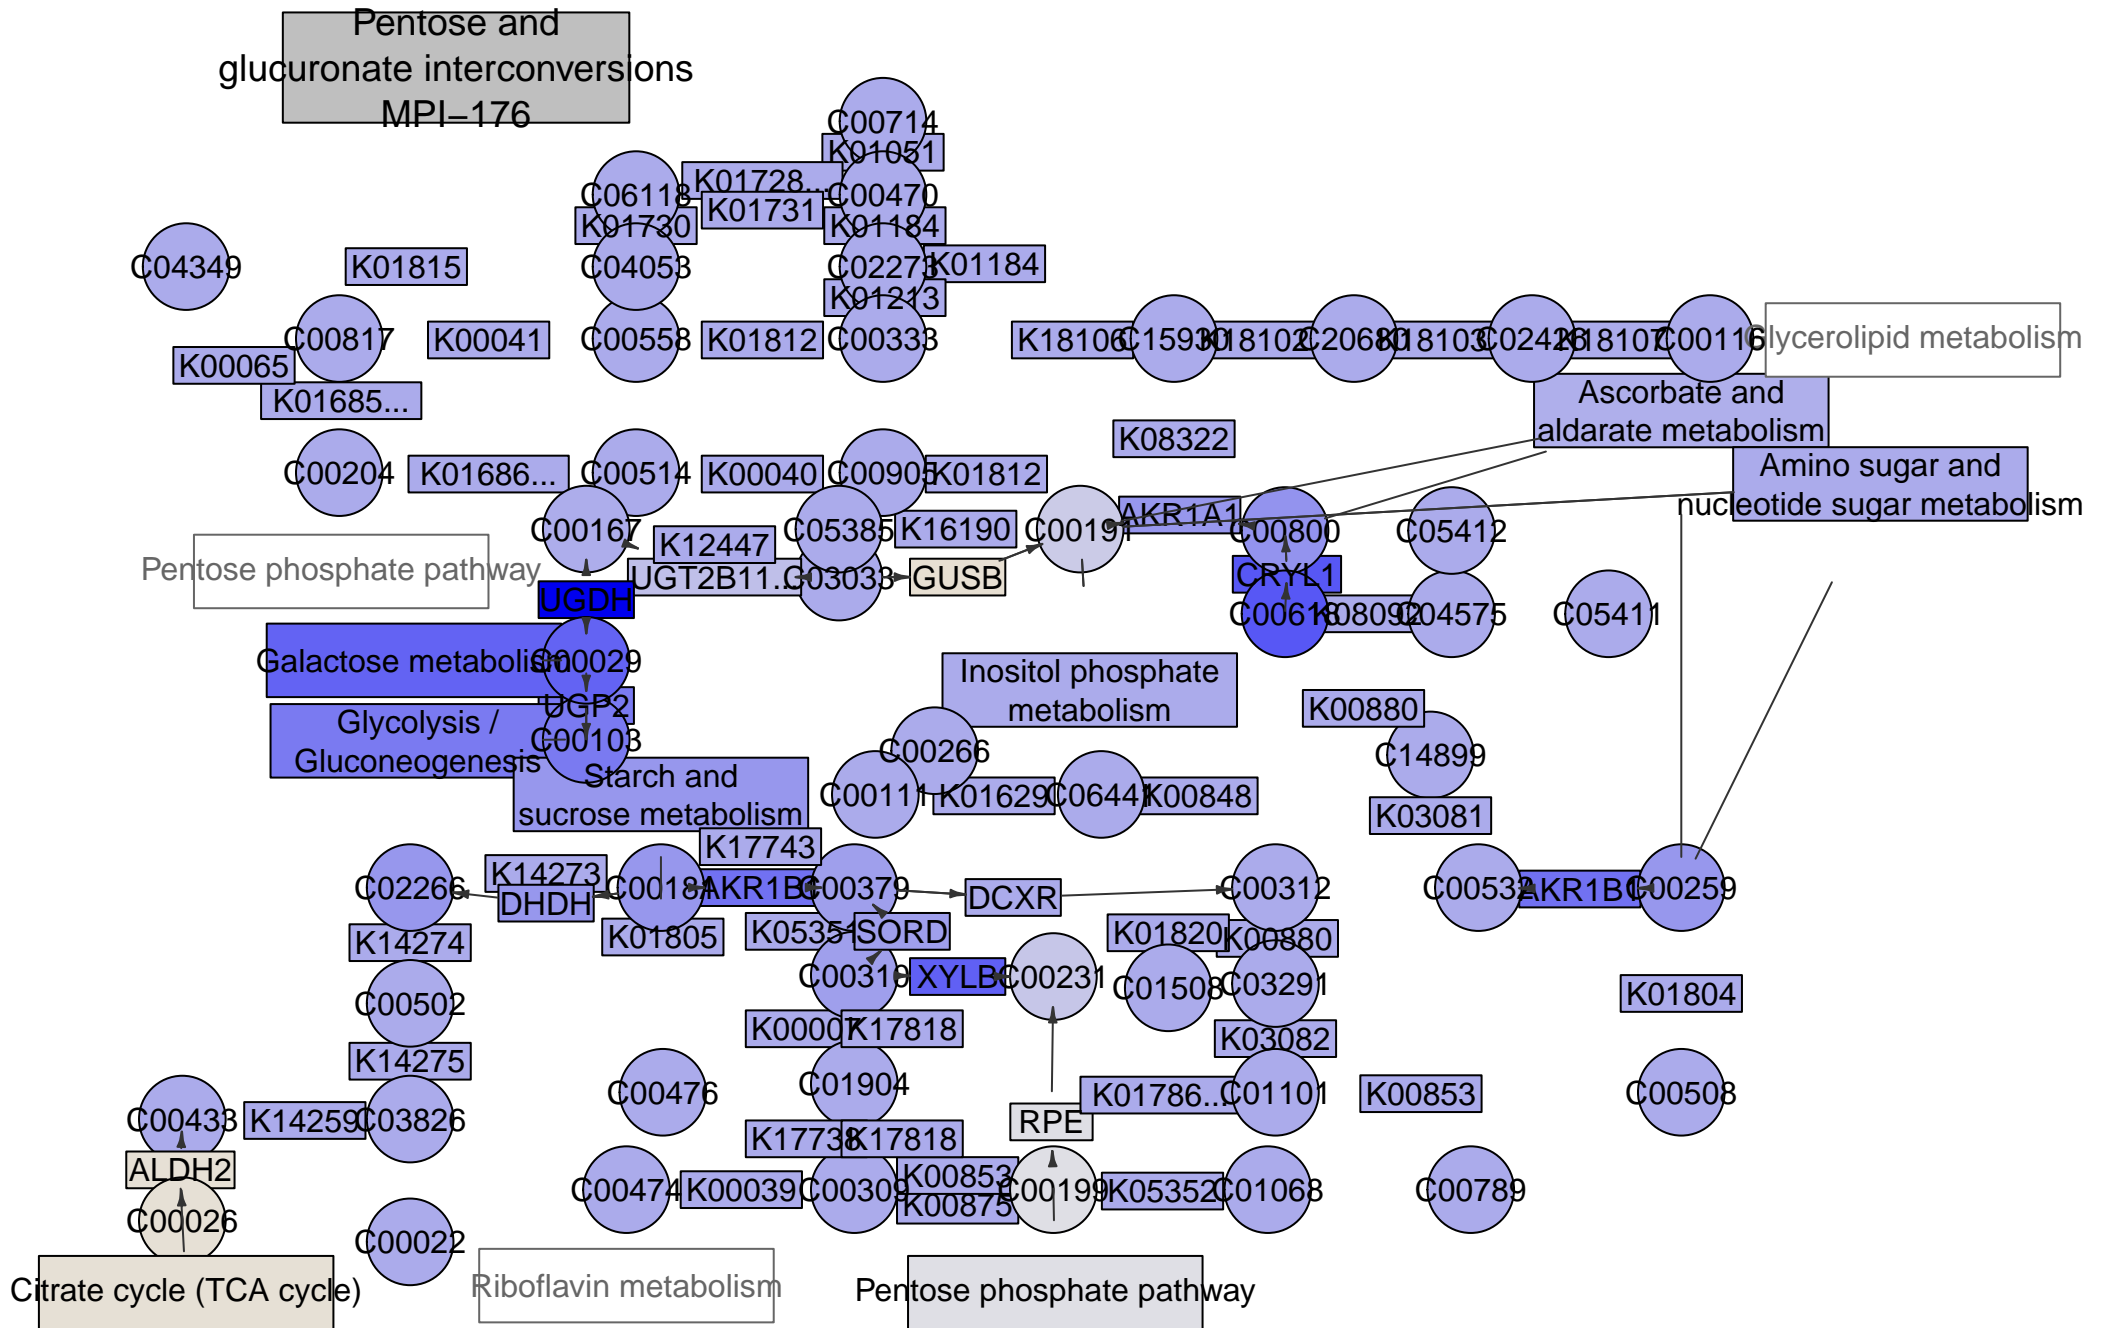 Pentose and
glucuronate interconversions
MPI−176
C00714
K01051
C06118
K01728...
C00470
K01731
K01730
K01184
C04349
K01815
C04053
C02273
K01184
K01213
C00817
K00041
C00558
K01812
C00333
K18106
C15930
K18102
C20680
K18103
C02426
K18107
C00116
Glycerolipid metabolism
K00065
K01685...
Ascorbate and
aldarate metabolism
K08322
C00204
K01686...
C00514
K00040
C00905
K01812
Amino sugar and
nucleotide sugar metabolism
C00167
K12447
C05385
K16190
C00191
AKR1A1
C00800
C05412
Pentose phosphate pathway
UGT2B11...
C03033
GUSB
CRYL1
UGDH
C00618
K08092
C04575
C05411
Galactose metabolism
C00029
Inositol phosphate
metabolism
UGP2
K00880
Glycolysis /
Gluconeogenesis
C00103
C00266
C14899
Starch and
sucrose metabolism
C00111
K01629
C06441
K00848
K03081
K17743
K14273
C02266
DHDH
C00181
AKR1B1
C00379
DCXR
C00312
C00532
AKR1B1
C00259
K14274
K01805
K05351
SORD
K01820
K00880
C00310
XYLB
C00231
C01508
C03291
K01804
C00502
K00007
K17818
K03082
K14275
C00476
C01904
K01786...
C01101
K00853
C00508
C00433
K14259
C03826
K17738
K17818
RPE
ALDH2
C00474
K00039
C00309
K00853
K00875
C00199
K05352
C01068
C00789
C00026
C00022
Citrate cycle (TCA cycle)
Riboflavin metabolism
Pentose phosphate pathway